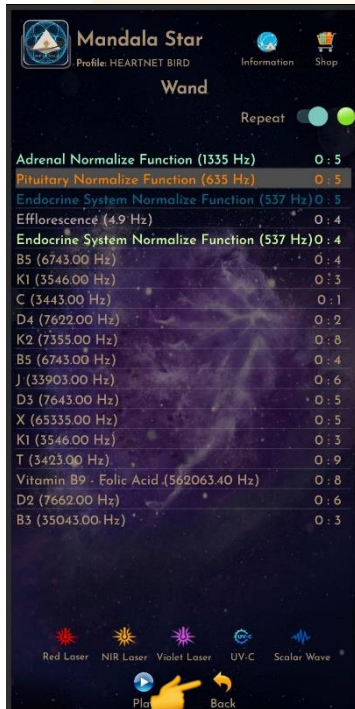 Mandala Star
Profile: HEARTNET BIRD
Information
Shop
Wand
Repeat
Adrenal Normalize Function (1335 Hz) 0 : 5
Pituitary Normalize Function (635 Hz) 0 : 5
Endocrine System Normalize Function (537 Hz) 0 : 5
Efflorescence (4.9 Hz) 0 : 4
Endocrine System Normalize Function (537 Hz) 0 : 4
B5 (6743.00 Hz) 0 : 4
K1 (3546.00 Hz) 0 : 3
C (3443.00 Hz) 0 : 1
D4 (7622.00 Hz) 0 : 2
K2 (7355.00 Hz) 0 : 8
B5 (6743.00 Hz) 0 : 4
J (33903.00 Hz) 0 : 6
D3 (7643.00 Hz) 0 : 5
X (65335.00 Hz) 0 : 5
K1 (3546.00 Hz) 0 : 3
T (3423.00 Hz) 0 : 9
Vitamin B9 - Folic Acid (562063.40 Hz) 0 : 8
D2 (7662.00 Hz) 0 : 6
B3 (35043.00 Hz) 0 : 3
Red Laser NIR Laser Violet Laser UV-C Scalar Wave
Back